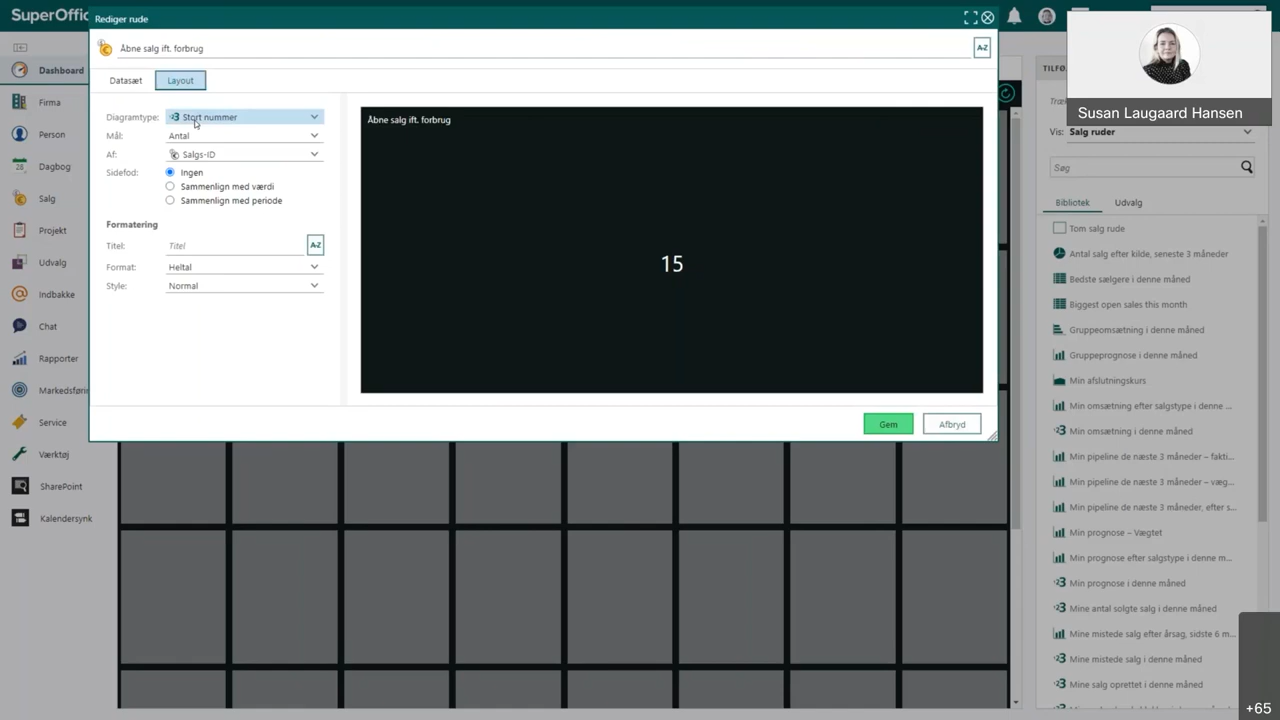 SuperOffic
Rediger rude
Åbne salg ift. forbrug
A-Z
Datasæt
Layout
Diagramtype:
Stort nummer
Mål:
Antal
Af:
Salgs-ID
Sidefod:
Ingen
Sammenlign med værdi
Sammenlign med periode
Formatering
Titel:
Titel
A-Z
Format:
Heltal
Style:
Normal
Åbne salg ift. forbrug
15
Gem
Afbryd
Dashboard
Firma
Person
28
Dagbog
Salg
Projekt
Udvalg
Indbakke
Chat
Rapporter
Markedsførin
Service
Værktøj
SharePoint
Kalendersynk
Susan Laugaard Hansen
TILFØ
Træk
Vis:
Salg ruder
Søg
Bibliotek
Udvalg
Tom salg rude
Antal salg efter kilde, seneste 3 måneder
Bedste sælgere i denne måned
Biggest open sales this month
Gruppeomsætning i denne måned
Gruppeprognose i denne måned
Min afslutningskurs
Min omsætning efter salgstype i denne ...
Min omsætning i denne måned
Min pipeline de næste 3 måneder – fakti...
Min pipeline de næste 3 måneder – væg...
Min pipeline de næste 3 måneder, efter s...
Min prognose – Vægtet
Min prognose efter salgstype i denne m...
Min prognose i denne måned
Mine antal solgte salg i denne måned
Mine mistede salg efter årsag, sidste 6 m...
Mine mistede salg i denne måned
Mine salg oprettet i denne måned
+65